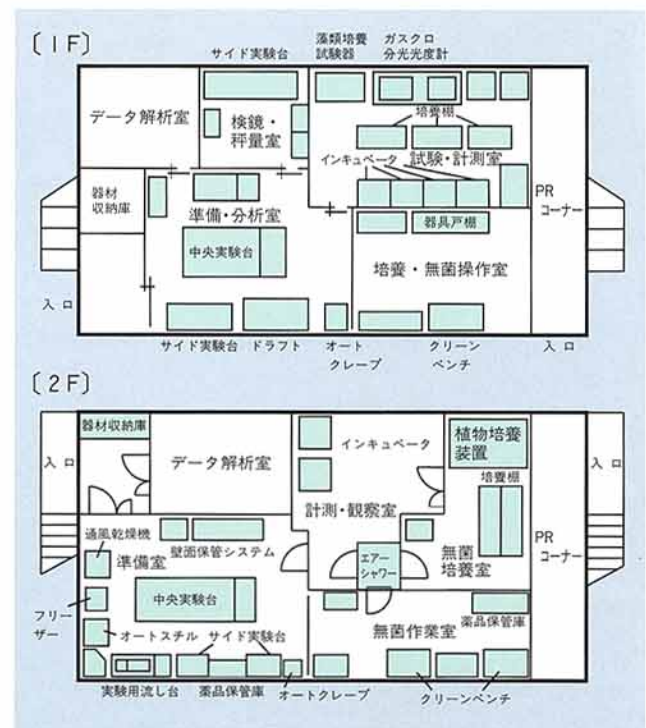 〔1F〕
サイド実験台
藻類培養
試験器
ガスクロ
分光光度計
データ解析室
検鏡・
秤量室
培養棚
インキュベータ
試験・計測室
器材
収納庫
準備・分析室
中央実験台
器具戸棚
培養・無菌操作室
PR
コーナー
入口
サイド実験台
ドラフト
オート
クレーブ
クリーン
ベンチ
入口
〔2F〕
器材収納庫
入口
データ解析室
インキュベータ
植物培養
装置
培養棚
入口
計測・観察室
通風乾燥機
準備室
壁面保管システム
エアー
シャワー
無菌
培養室
PR
コーナー
中央実験台
フリー
ザー
オートスチル
サイド実験台
無菌作業室
薬品保管庫
実験用流し台
薬品保管庫
オートクレーブ
クリーンベンチ